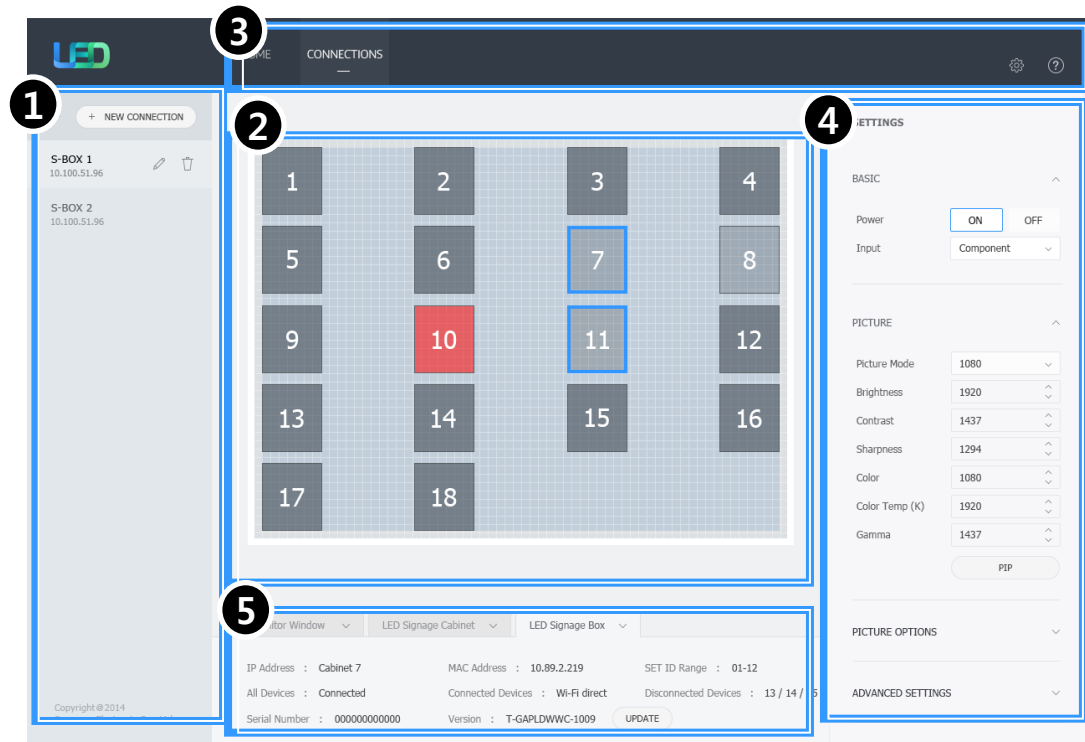 LED
3
HOME
CONNECTIONS
1
+ NEW CONNECTION
S-BOX 1
10.100.51.96
S-BOX 2
10.100.51.96
Copyright@2014
2
1 2 3 4
5 6 7 8
9 10 11 12
13 14 15 16
17 18
4
SETTINGS
BASIC
Power ON OFF
Input Component
PICTURE
Picture Mode 1080
Brightness 1920
Contrast 1437
Sharpness 1294
Color 1080
Color Temp (K) 1920
Gamma 1437
PIP
PICTURE OPTIONS
ADVANCED SETTINGS
5
Window LED Signage Cabinet LED Signage Box
IP Address : Cabinet 7 MAC Address : 10.89.2.219 SET ID Range : 01-12
All Devices : Connected Connected Devices : Wi-Fi direct Disconnected Devices : 13 / 14 /
Serial Number : 000000000000 Version : T-GAPLDWWC-1009 UPDATE